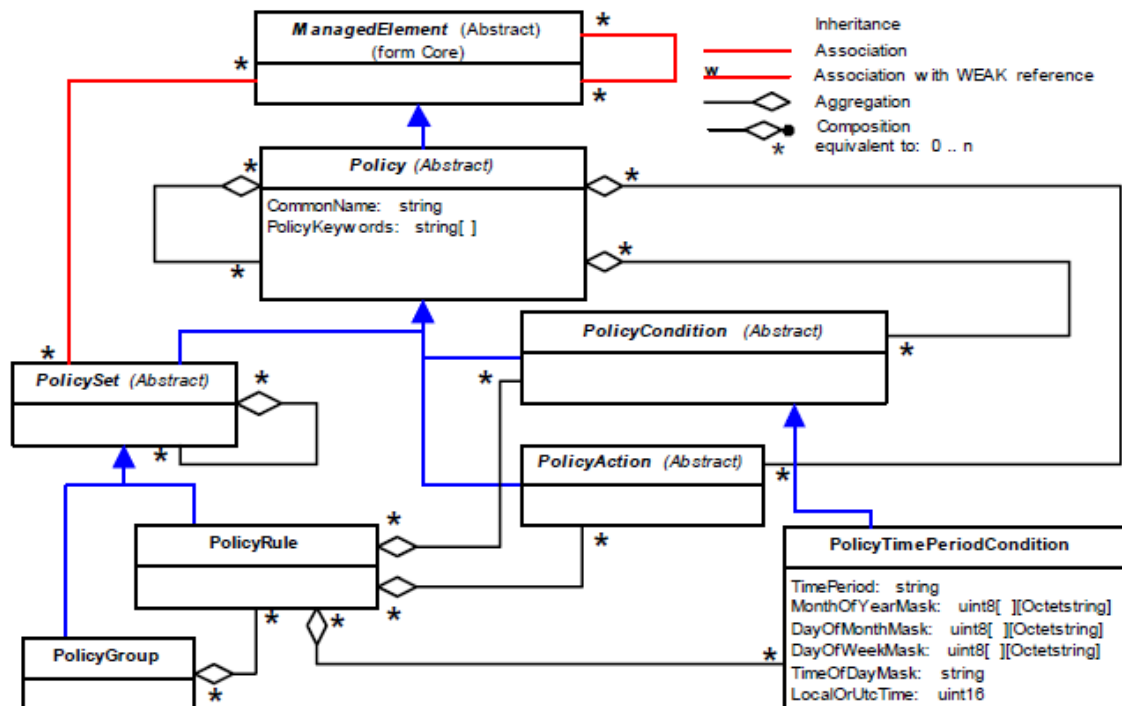 ManagedElement (Abstract)
(form Core)
*
*
*
Inheritance
Association
w
Association with WEAK reference
Aggregation
Composition
* equivalent to: 0 .. n
Policy (Abstract)
*
*
*
*
CommonName: string
PolicyKeywords: string[ ]
PolicyCondition (Abstract)
*
*
*
PolicySet (Abstract)
*
*
PolicyAction (Abstract)
*
*
PolicyRule
*
*
*
*
PolicyTimePeriodCondition
TimePeriod: string
MonthOfYearMask: uint8[ ][Octetstring]
DayOfMonthMask: uint8[ ][Octetstring]
DayOfWeekMask: uint8[ ][Octetstring]
TimeOfDayMask: string
LocalOrUtcTime: uint16
*
PolicyGroup
*